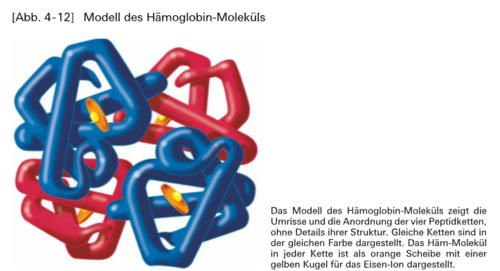 [Abb. 4-12] Modell des Hämoglobin-Moleküls
Das Modell des Hämoglobin-Moleküls zeigt die
Umrisse und die Anordnung der vier Peptidketten,
ohne Details ihrer Struktur. Gleiche Ketten sind in
der gleichen Farbe dargestellt. Das Häm-Molekül
in jeder Kette ist als orange Scheibe mit einer
gelben Kugel für das Eisen-Ion dargestellt.